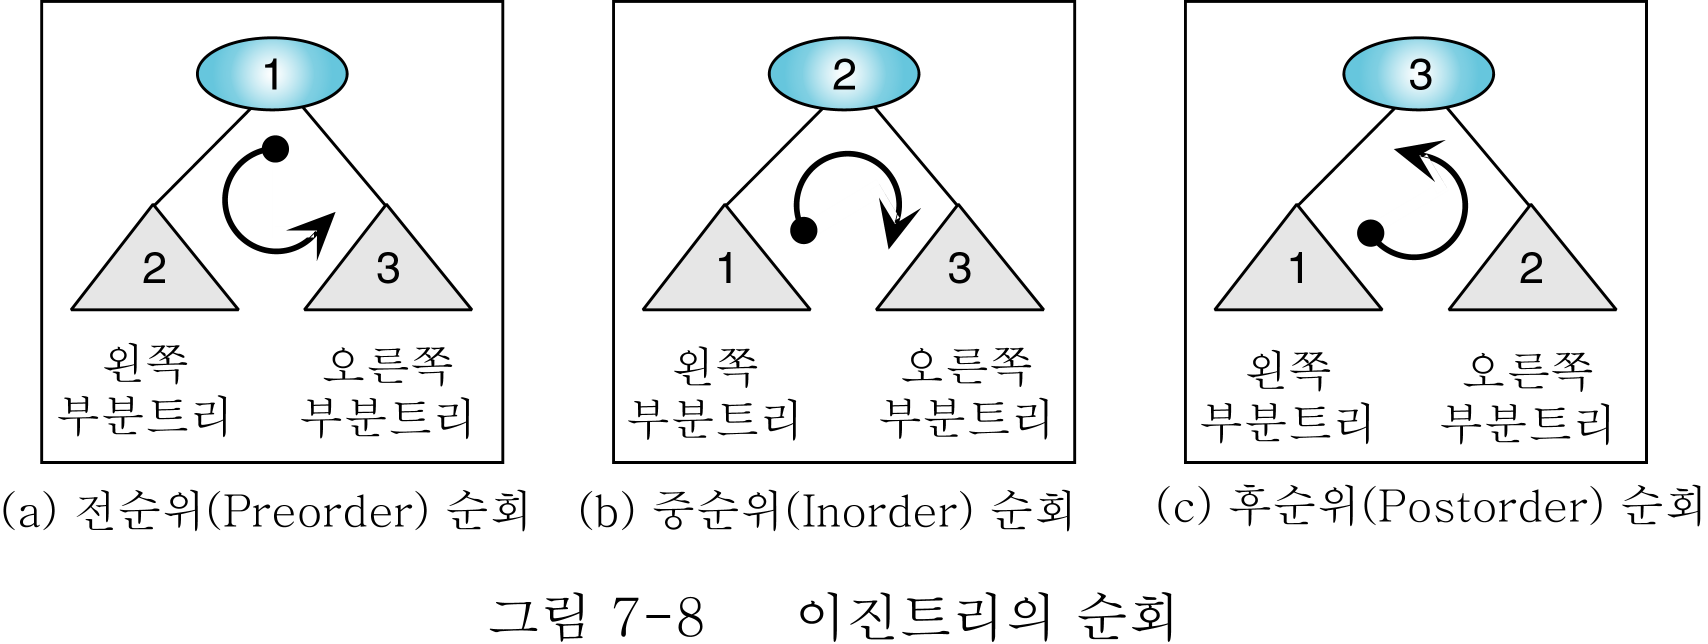 1
2
3
왼쪽
부분트리
오른쪽
부분트리
(a) 전순위(Preorder) 순회
2
1
3
왼쪽
부분트리
오른쪽
부분트리
(b) 중순위(Inorder) 순회
3
1
2
왼쪽
부분트리
오른쪽
부분트리
(c) 후순위(Postorder) 순회
그림 7-8 이진트리의 순회